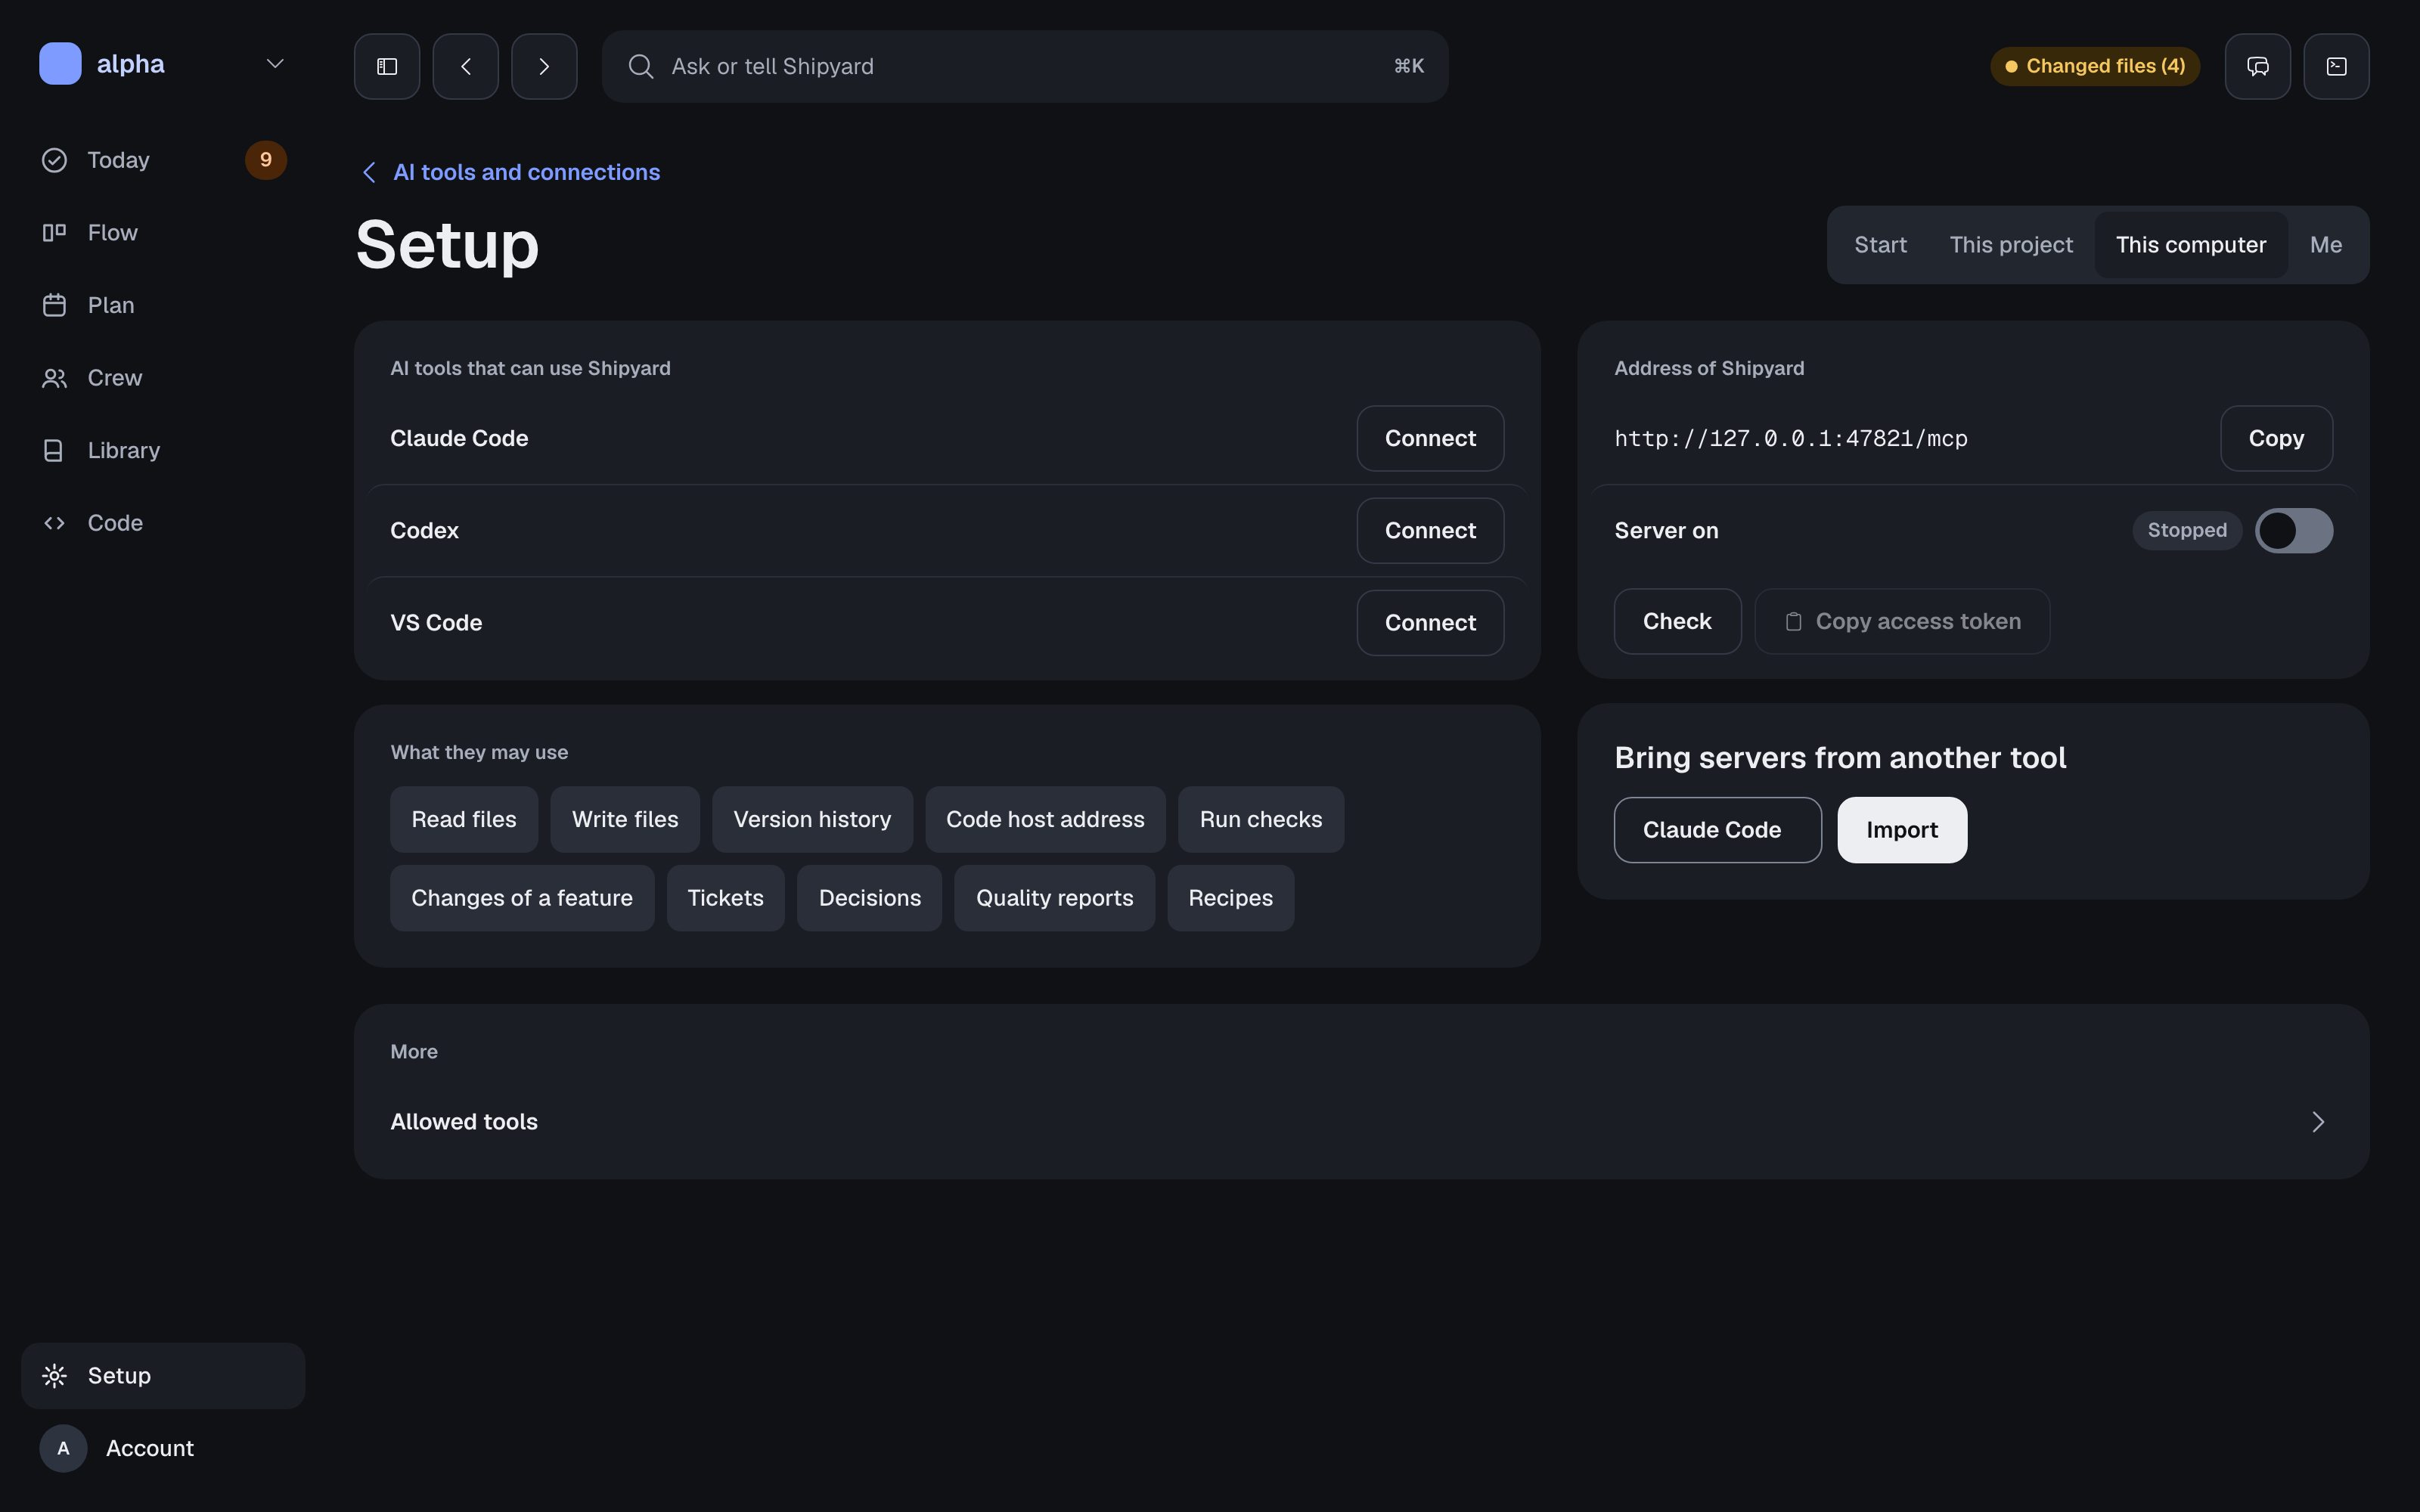 alpha
Ask or tell Shipyard
⌘K
Changed files (4)
Today
9
Flow
Plan
Crew
Library
Code
AI tools and connections
Setup
Start
This project
This computer
Me
AI tools that can use Shipyard
Claude Code
Connect
Codex
Connect
VS Code
Connect
Address of Shipyard
http://127.0.0.1:47821/mcp
Copy
Server on
Stopped
Check
Copy access token
What they may use
Read files
Write files
Version history
Code host address
Run checks
Changes of a feature
Tickets
Decisions
Quality reports
Recipes
Bring servers from another tool
Claude Code
Import
More
Allowed tools
Setup
A
Account